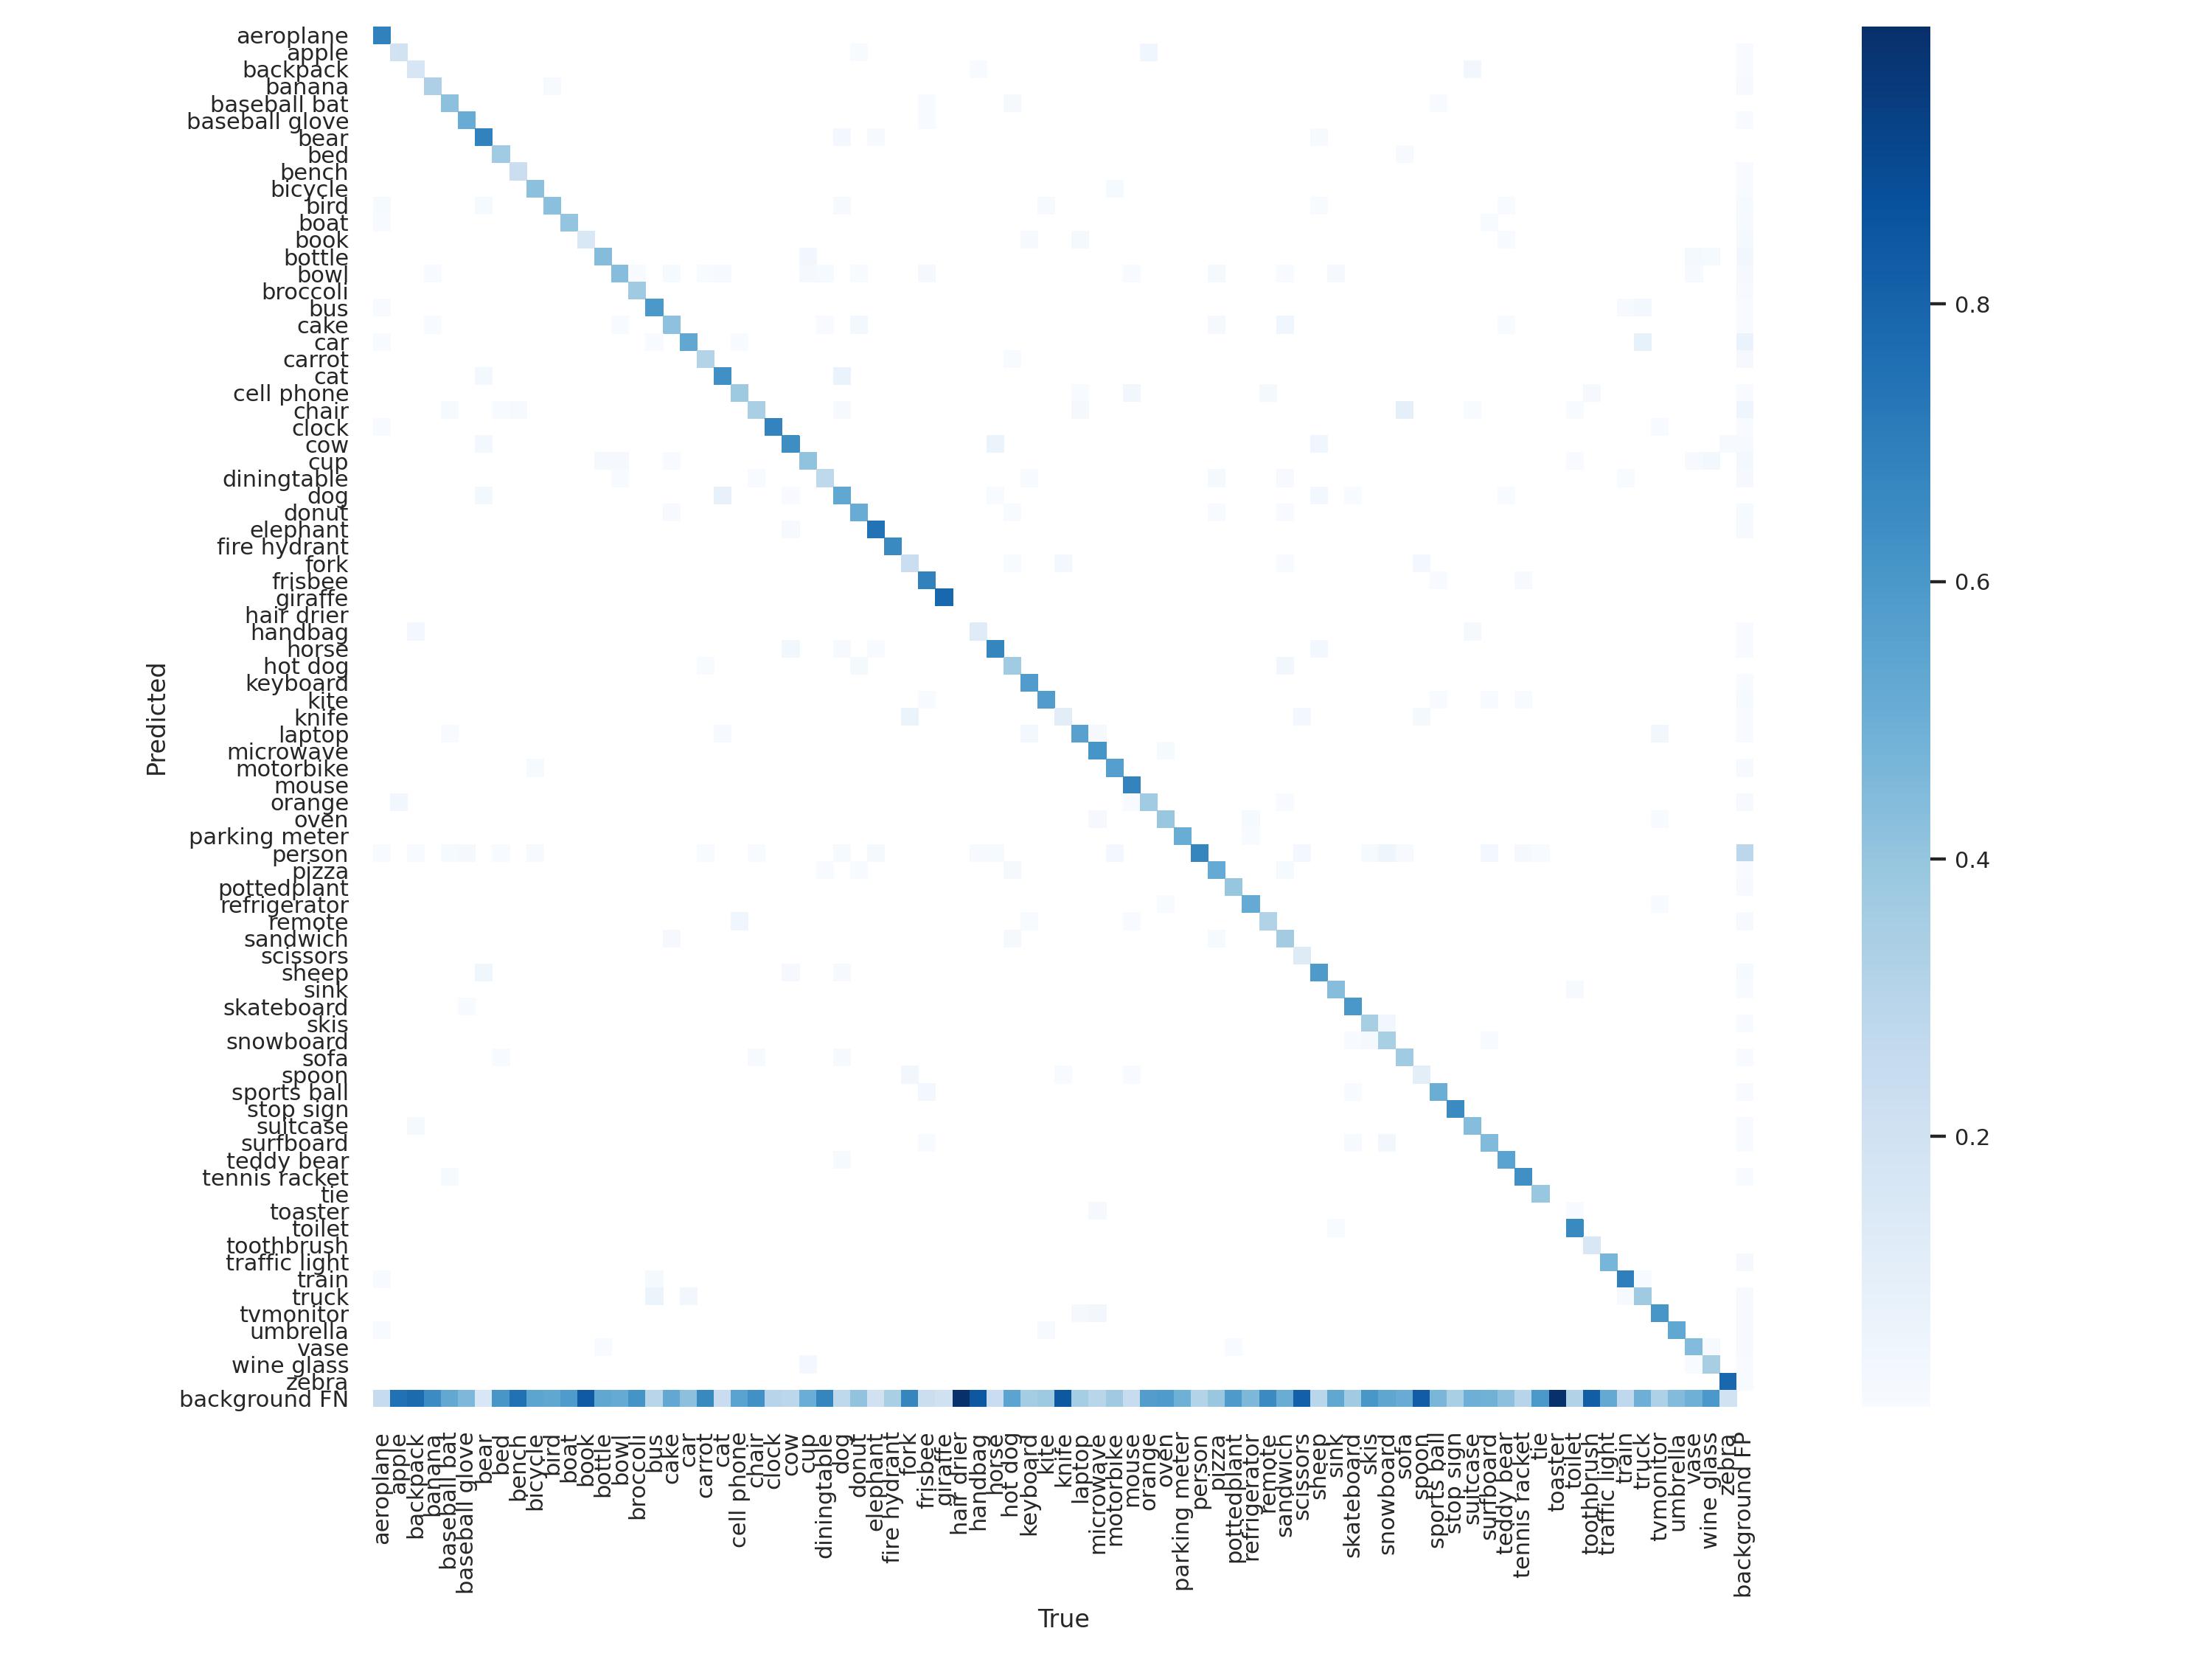 aeroplane
apple
backpack
banana
baseball bat
baseball glove
bear
bed
bench
bicycle
bird
boat
book
bottle
bowl
broccoli
bus
cake
car
carrot
cat
cell phone
chair
clock
cow
cup
diningtable
dog
donut
elephant
fire hydrant
fork
frisbee
giraffe
hair drier
handbag
horse
hot dog
keyboard
kite
knife
laptop
microwave
motorbike
mouse
orange
oven
parking meter
person
pizza
pottedplant
refrigerator
remote
sandwich
scissors
sheep
sink
skateboard
skis
snowboard
sofa
spoon
sports ball
stop sign
suitcase
surfboard
teddy bear
tennis racket
tie
toaster
toilet
toothbrush
traffic light
train
truck
tvmonitor
umbrella
vase
wine glass
zebra
background FN
Predicted
aeroplane
apple
backpack
banana
baseball bat
baseball glove
bear
bed
bench
bicycle
bird
boat
book
bottle
bowl
broccoli
bus
cake
car
carrot
cat
cell phone
chair
clock
cow
cup
diningtable
dog
donut
elephant
fire hydrant
fork
frisbee
giraffe
hair drier
handbag
horse
hot dog
keyboard
kite
knife
laptop
microwave
motorbike
mouse
orange
oven
parking meter
person
pizza
pottedplant
refrigerator
remote
sandwich
scissors
sheep
sink
skateboard
skis
snowboard
sofa
spoon
sports ball
stop sign
suitcase
surfboard
teddy bear
tennis racket
tie
toaster
toilet
toothbrush
traffic light
train
truck
tvmonitor
umbrella
vase
wine glass
zebra
background FP
True
0.8
0.6
0.4
0.2